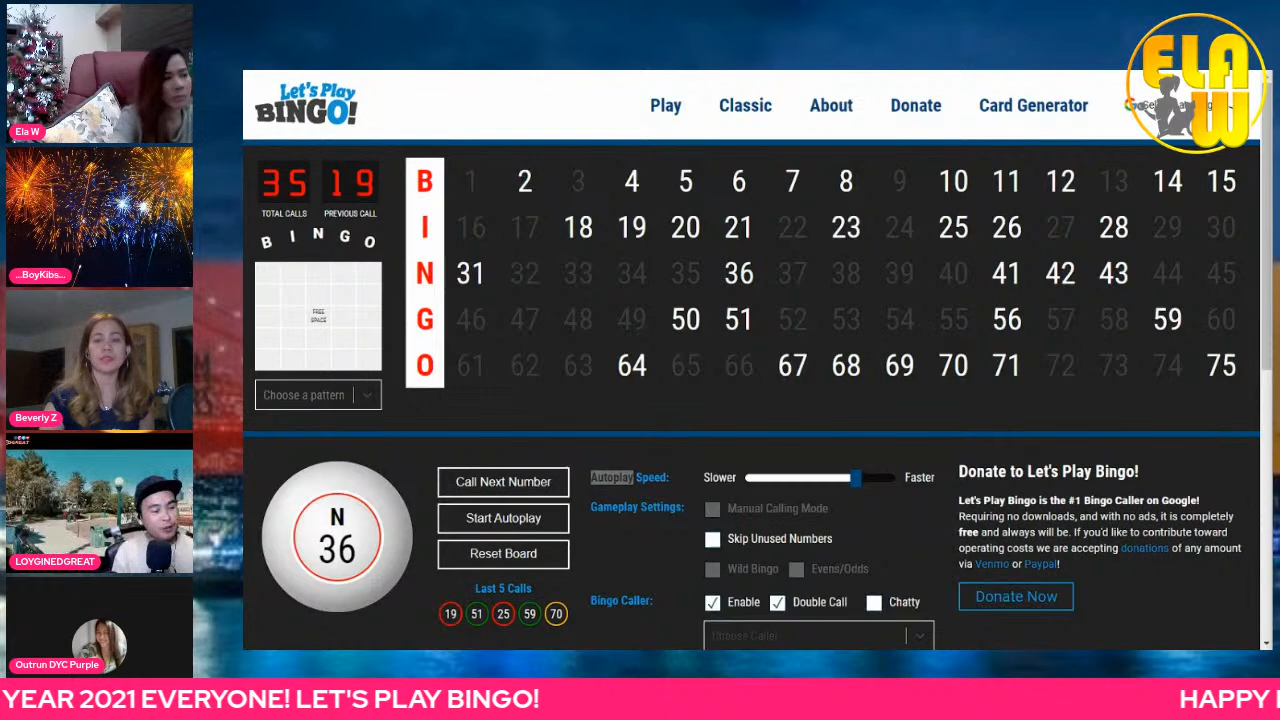 Ela W
...BoyKibs...
Beverly Z
LOYGINEDGREAT
Outrun DYC Purple
Let's Play
BINGO!
Play Classic About Donate Card Generator
ELA
W
35 19
TOTAL CALLS PREVIOUS CALL
B I N G O
FREE
SPACE
Choose a pattern
B 1 2 3 4 5 6 7 8 9 10 11 12 13 14 15
I 16 17 18 19 20 21 22 23 24 25 26 27 28 29 30
N 31 32 33 34 35 36 37 38 39 40 41 42 43 44 45
G 46 47 48 49 50 51 52 53 54 55 56 57 58 59 60
O 61 62 63 64 65 66 67 68 69 70 71 72 73 74 75
N
36
Call Next Number
Start Autoplay
Reset Board
Last 5 Calls
19 51 25 59 70
Autoplay Speed: Slower Faster
Gameplay Settings: Manual Calling Mode
Skip Unused Numbers
Wild Bingo Evens/Odds
Bingo Caller: Enable Double Call Chatty
Choose Caller
Donate to Let's Play Bingo!
Let's Play Bingo is the #1 Bingo Caller on Google!
Requiring no downloads, and with no ads, it is completely
free and always will be. If you'd like to contribute toward
operating costs we are accepting donations of any amount
via Venmo or Paypal!
Donate Now
YEAR 2021 EVERYONE! LET'S PLAY BINGO! HAPPY